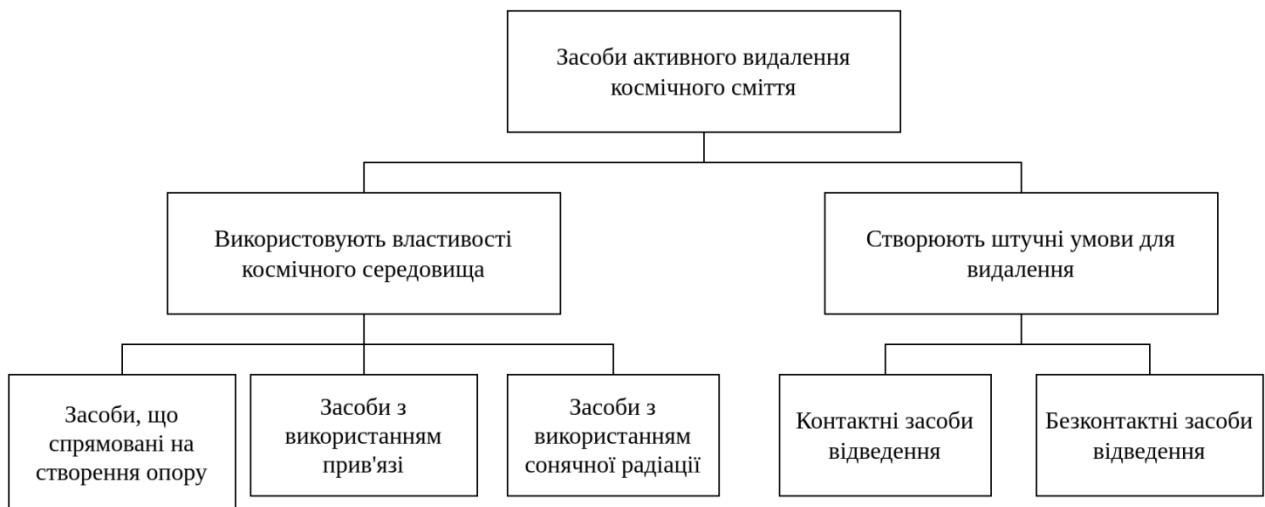 Засоби активного видалення
космічного сміття
Використовують властивості
космічного середовища
Створюють штучні умови для
видалення
Засоби, що
спрямовані на
створення опору
Засоби з
використанням
прив'язі
Засоби з
використанням
сонячної радіації
Контактні засоби
відведення
Безконтактні засоби
відведення